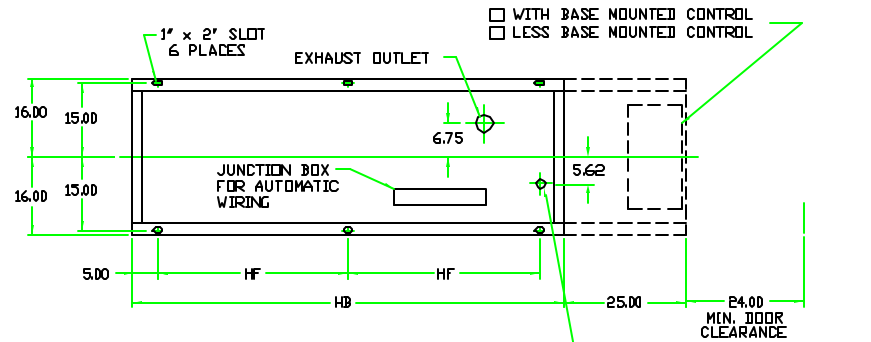 WITH BASE MOUNTED CONTROL
LESS BASE MOUNTED CONTROL
1" x 2" SLOT
6 PLACES
EXHAUST OUTLET
16.00
15.00
6.75
5.62
JUNCTION BOX
FOR AUTOMATIC
WIRING
16.00
15.00
5.00
HF
HF
HB
25.00
24.00
MIN. DOOR
CLEARANCE